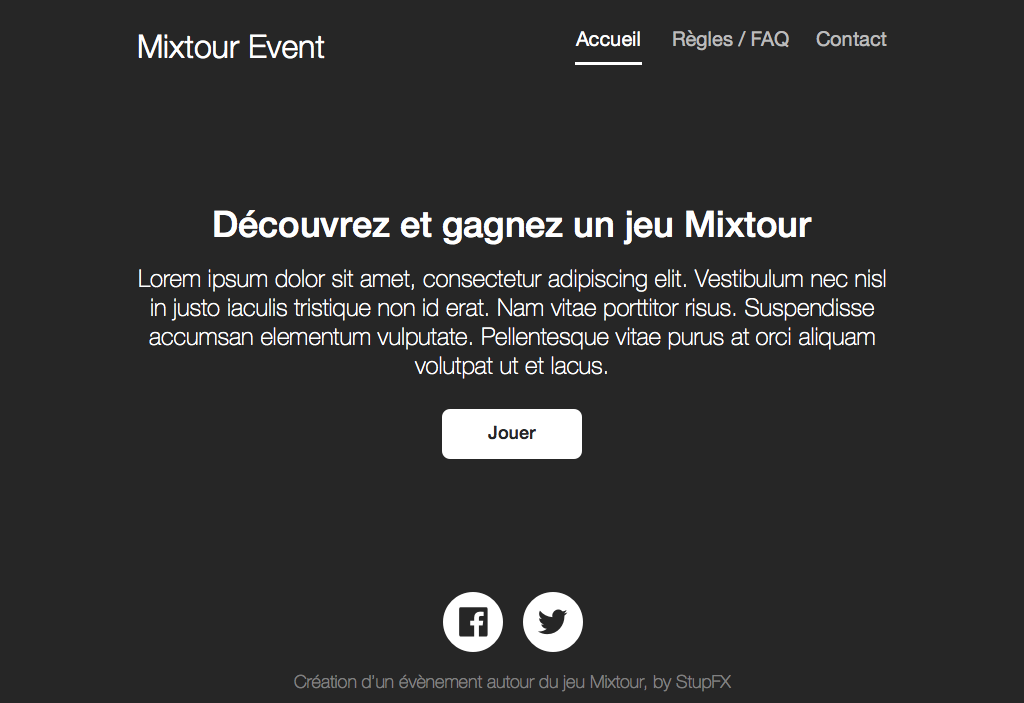 Mixtour Event
Accueil Règles / FAQ Contact
Découvrez et gagnez un jeu Mixtour
Lorem ipsum dolor sit amet, consectetur adipiscing elit. Vestibulum nec nisl
in justo iaculis tristique non id erat. Nam vitae porttitor risus. Suspendisse
accumsan elementum vulputate. Pellentesque vitae purus at orci aliquam
volutpat ut et lacus.
Jouer
Création d'un évènement autour du jeu Mixtour, by StupFX